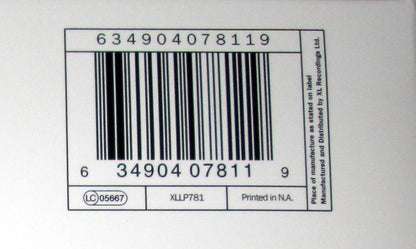 634904078119
6 34904 07811 9
LC 05667
XLLP781
Printed in N.A.
Place of manufacture as stated on label
Manufactured and Distributed by XL Recordings Ltd.